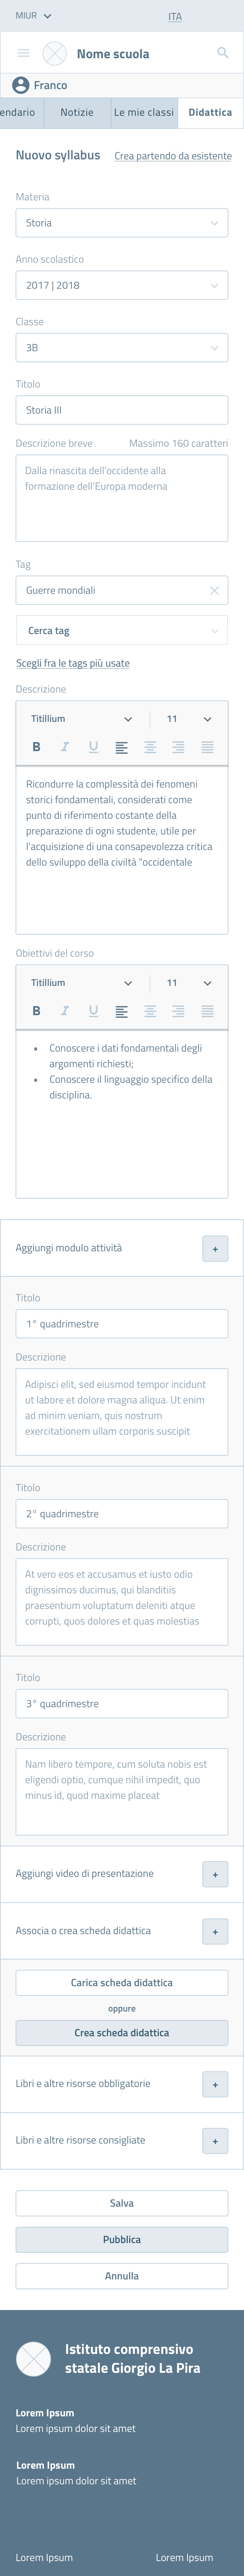 MIUR
ITA
Nome scuola
Franco
endario Notizie Le mie classi Didattica
Nuovo syllabus Crea partendo da esistente
Materia
Storia
Anno scolastico
2017 | 2018
Classe
3B
Titolo
Storia III
Descrizione breve Massimo 160 caratteri
Dalla rinascita dell'occidente alla
formazione dell'Europa moderna
Tag
Guerre mondiali
Cerca tag
Scegli fra le tags più usate
Descrizione
Titillium 11
B I U
Ricondurre la complessità dei fenomeni
storici fondamentali, considerati come
punto di riferimento costante della
preparazione di ogni studente, utile per
l'acquisizione di una consapevolezza critica
dello sviluppo della civiltà "occidentale
Obiettivi del corso
Titillium 11
B I U
• Conoscere i dati fondamentali degli
argomenti richiesti;
• Conoscere il linguaggio specifico della
disciplina.
Aggiungi modulo attività +
Titolo
1° quadrimestre
Descrizione
Adipisci elit, sed eiusmod tempor incidunt
ut labore et dolore magna aliqua. Ut enim
ad minim veniam, quis nostrum
exercitationem ullam corporis suscipit
Titolo
2° quadrimestre
Descrizione
At vero eos et accusamus et iusto odio
dignissimos ducimus, qui blanditiis
praesentium voluptatum deleniti atque
corrupti, quos dolores et quas molestias
Titolo
3° quadrimestre
Descrizione
Nam libero tempore, cum soluta nobis est
eligendi optio, cumque nihil impedit, quo
minus id, quod maxime placeat
Aggiungi video di presentazione +
Associa o crea scheda didattica +
Carica scheda didattica
oppure
Crea scheda didattica
Libri e altre risorse obbligatorie +
Libri e altre risorse consigliate +
Salva
Pubblica
Annulla
Istituto comprensivo
statale Giorgio La Pira
Lorem Ipsum
Lorem ipsum dolor sit amet
Lorem Ipsum
Lorem ipsum dolor sit amet
Lorem Ipsum Lorem Ipsum